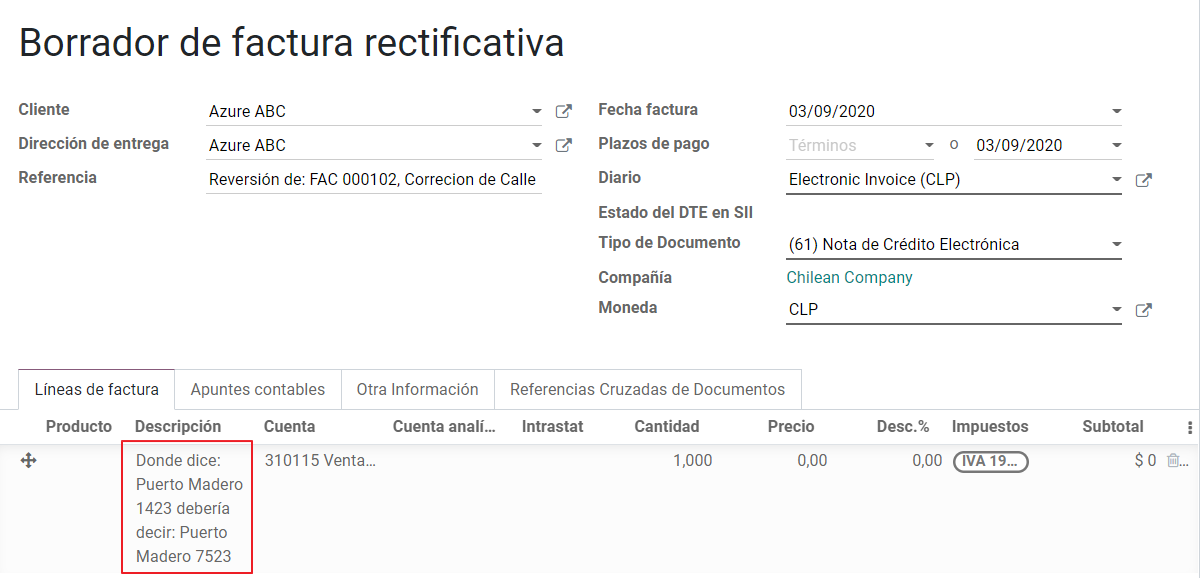 Borrador de factura rectificativa
Cliente Azure ABC Fecha factura 03/09/2020
Dirección de entrega Azure ABC Plazos de pago Términos o 03/09/2020
Referencia Reversión de: FAC 000102, Correcion de Calle Diario Electronic Invoice (CLP)
Estado del DTE en SII
Tipo de Documento (61) Nota de Crédito Electrónica
Compañía Chilean Company
Moneda CLP
Líneas de factura Apuntes contables Otra Información Referencias Cruzadas de Documentos
Producto Descripción Cuenta Cuenta analí... Intrastat Cantidad Precio Desc.% Impuestos Subtotal
Donde dice: 310115 Venta... 1,000 0,00 0,00 IVA 19... $ 0 ...
Puerto Madero
1423 debería
decir: Puerto
Madero 7523